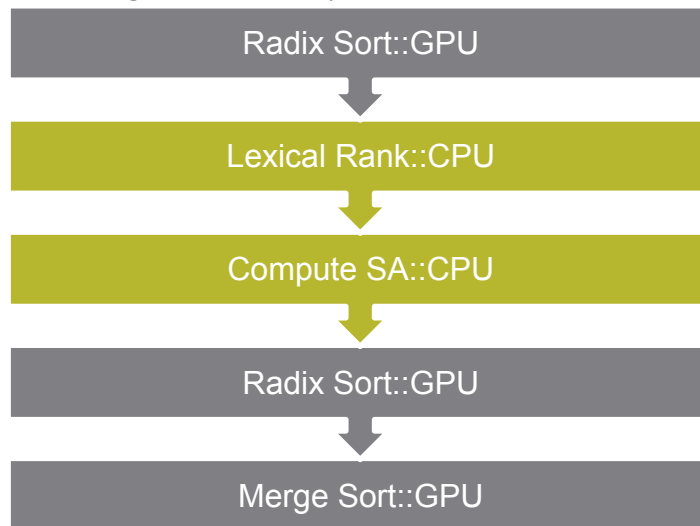 Radix Sort::GPU
Lexical Rank::CPU
Compute SA::CPU
Radix Sort::GPU
Merge Sort::GPU